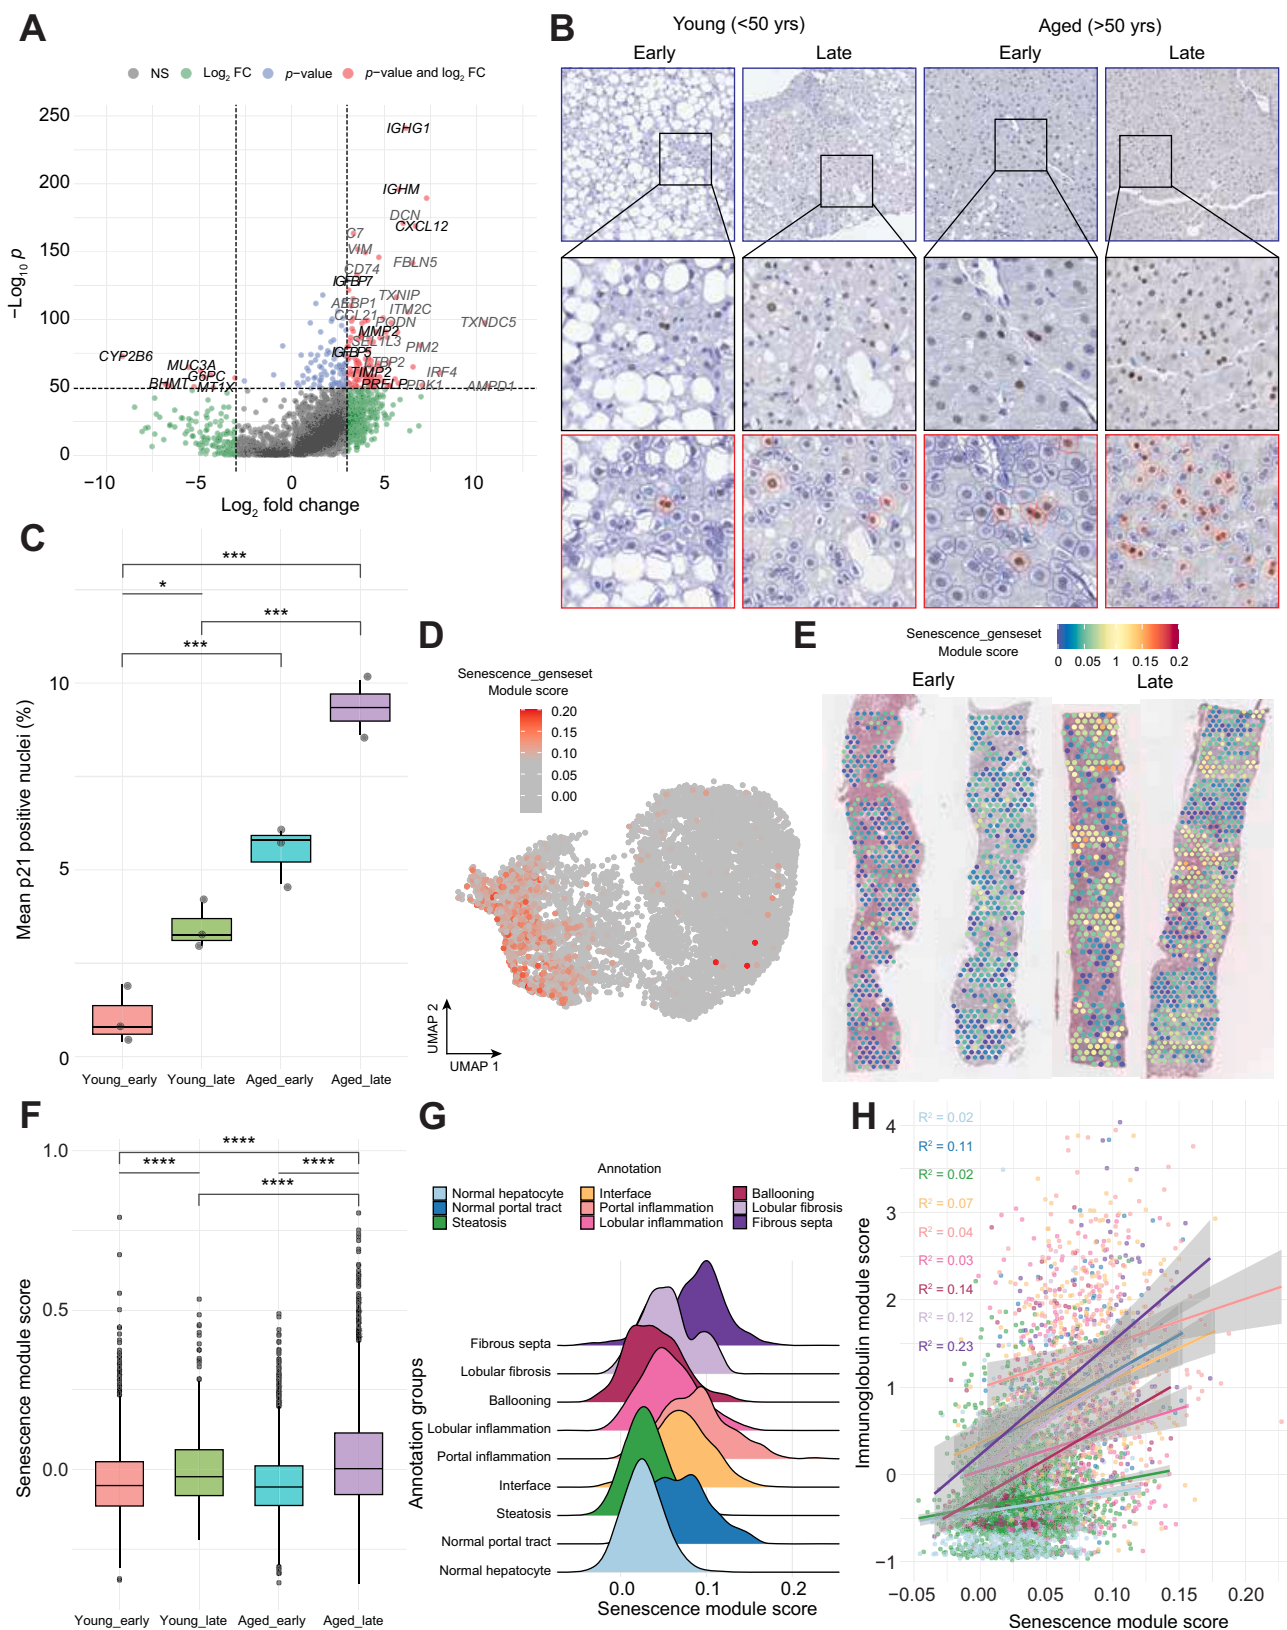 A
NS Log2 FC p−value p−value and log2 FC
250
200
150
100
50
0
−Log10 p
IGHG1
IGHM
DCN
CXCL12
C7
VIM
FBLN5
CD74
IGFBP7
TXNIP
AEBP1
ITM2C
CCL21
PODN
TXNDC5
MMP2
SEL1L3
PIM2
IGFBP5
LTBP2
TIMP2
IRF4
PRELP
PDK1
AMPD1
CYP2B6
MUC3A
G6PC
BHMT
MT1X
−10 −5 0 5 10
Log2 fold change
B
Young (<50 yrs) Aged (>50 yrs)
Early Late Early Late
C
Mean p21 positive nuclei (%)
***
*
***
***
10
5
0
Young_early Young_late Aged_early Aged_late
D
Senescence_genseset
Module score
0.20
0.15
0.10
0.05
0.00
UMAP 2
UMAP 1
E
Senescence_genseset
Module score
0 0.05 1 0.15 0.2
Early Late
F
Senescence module score
1.0
0.5
0.0
****
**** ****
****
Young_early Young_late Aged_early Aged_late
G
Annotation
Normal hepatocyte Interface Ballooning
Normal portal tract Portal inflammation Lobular fibrosis
Steatosis Lobular inflammation Fibrous septa
Annotation groups
Fibrous septa
Lobular fibrosis
Ballooning
Lobular inflammation
Portal inflammation
Interface
Steatosis
Normal portal tract
Normal hepatocyte
0.0 0.1 0.2
Senescence module score
H
R2 = 0.02
R2 = 0.11
R2 = 0.02
R2 = 0.07
R2 = 0.04
R2 = 0.03
R2 = 0.14
R2 = 0.12
R2 = 0.23
Immunoglobulin module score
4
3
2
1
0
−1
−0.05 0.00 0.05 0.10 0.15 0.20
Senescence module score